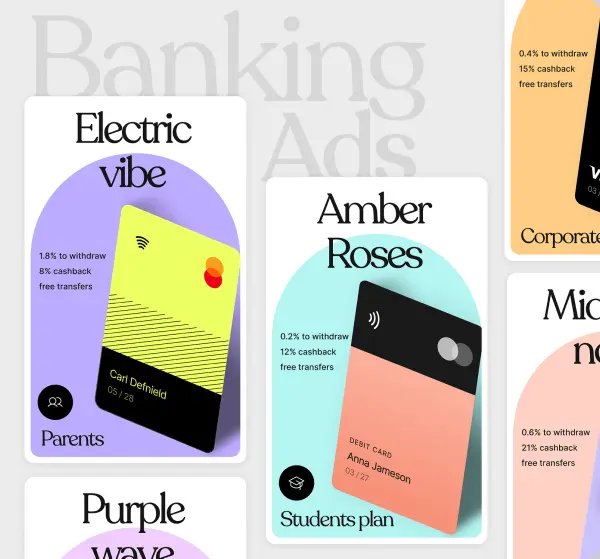 Banking
Ads
Electric
vibe
1.8% to withdraw
8% cashback
free transfers
Carl Defnield
05 / 28
Parents
Amber
Roses
0.2% to withdraw
12% cashback
free transfers
DEBIT CARD
Anna Jameson
03 / 27
Students plan
0.4% to withdraw
15% cashback
free transfers
03 /
Corporate
0.6% to withdraw
21% cashback
free transfers
Purple
wave